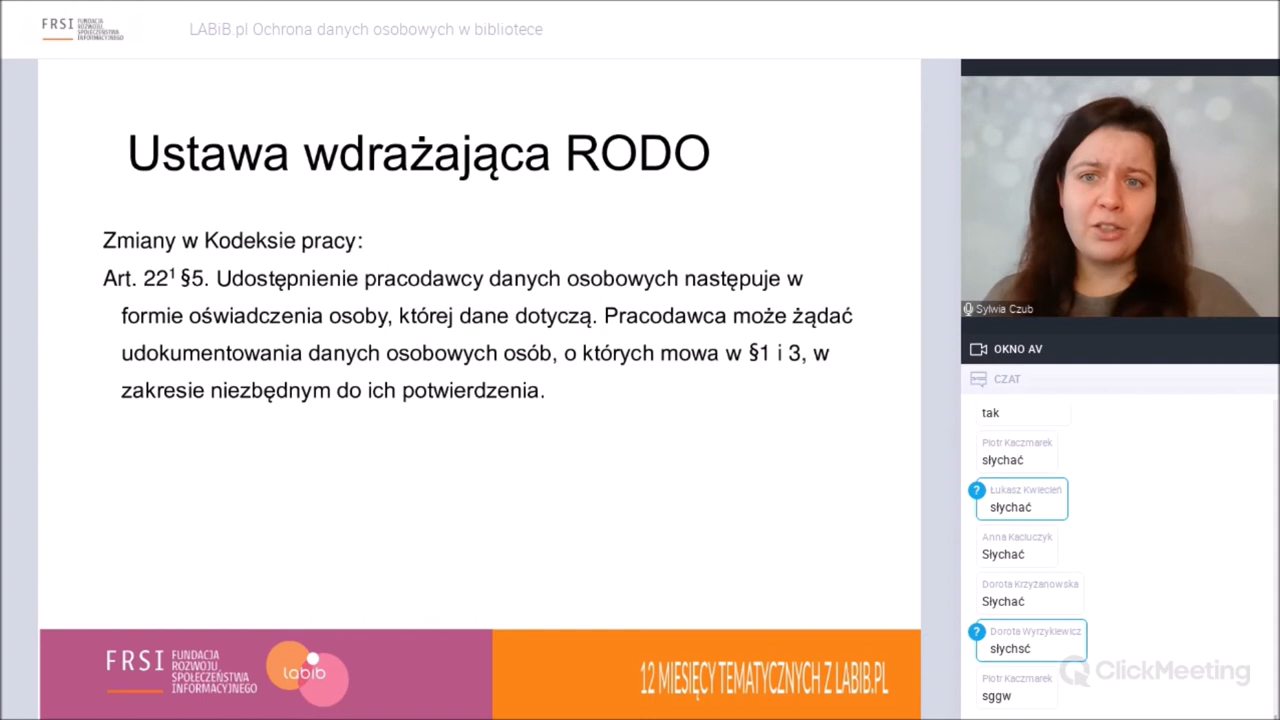 FRSI FUNDACJA
ROZWOJU
SPOŁECZEŃSTWA
INFORMACYJNEGO
LABiB.pl Ochrona danych osobowych w bibliotece
Ustawa wdrażająca RODO
Zmiany w Kodeksie pracy:
Art. 22¹ §5. Udostępnienie pracodawcy danych osobowych następuje w
formie oświadczenia osoby, której dane dotyczą. Pracodawca może żądać
udokumentowania danych osobowych osób, o których mowa w §1 i 3, w
zakresie niezbędnym do ich potwierdzenia.
FRSI FUNDACJA
ROZWOJU
SPOŁECZEŃSTWA
INFORMACYJNEGO
labib
12 MIESIĘCY TEMATYCZNYCH Z LABIB.PL
Sylwia Czub
OKNO AV
CZAT
tak
Piotr Kaczmarek
słychać
? Łukasz Kwiecień
słychać
Anna Kaciuczyk
Słychać
Dorota Krzyżanowska
Słychać
? Dorota Wyrzykiewicz
słychsć
Piotr Kaczmarek
sggw
ClickMeeting